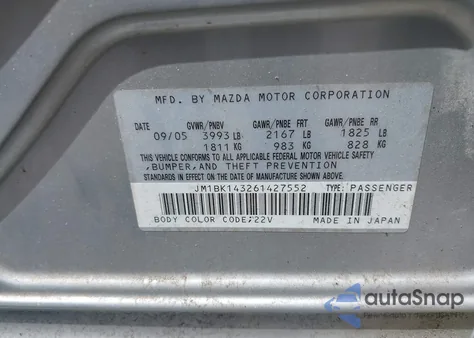 MFD. BY MAZDA MOTOR CORPORATION
DATE GVWR/PNBV GAWR/PNBE FRT GAWR/PNBE RR
09/05 3993 LB 2167 LB 1825 LB
1811 KG 983 KG 828 KG
THIS VEHICLE CONFORMS TO ALL APPLICABLE FEDERAL MOTOR VEHICLE SAFETY
,BUMPER,AND THEFT PREVENTION
STANDARDS IN EFFECT ON THE DATE OF MANUFACTURE SHOWN ABOVE.
JM1BK143261427552 TYPE: PASSENGER
BODY COLOR CODE:22V MADE IN JAPAN
autoSnap